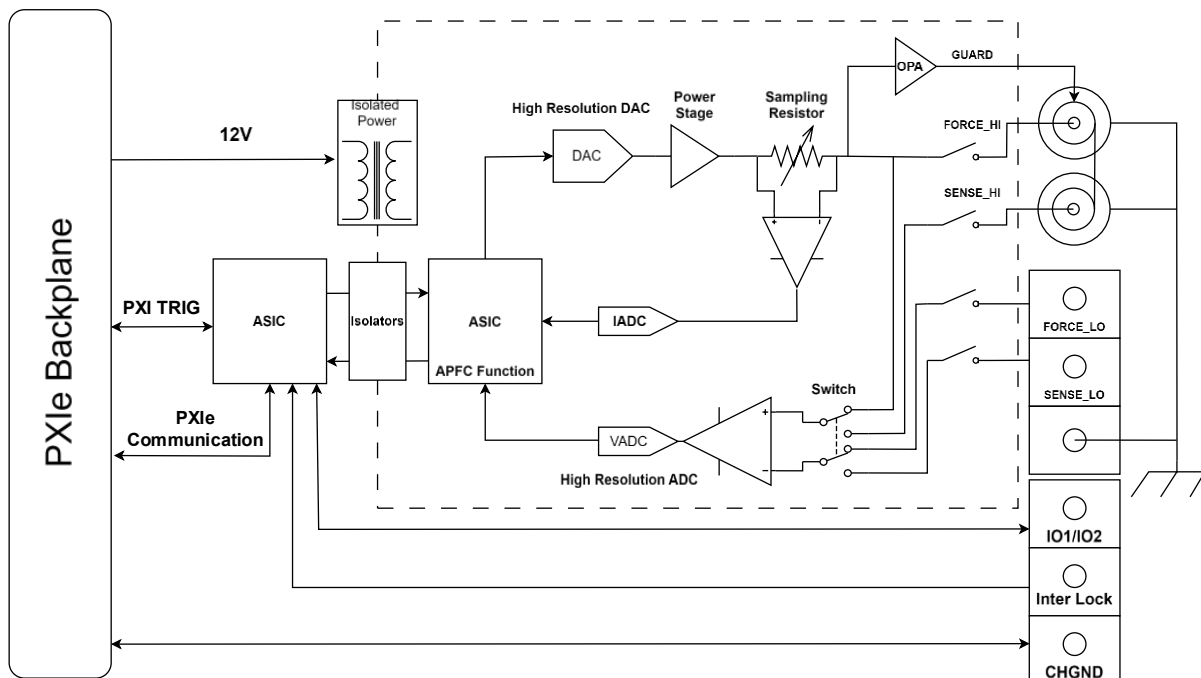 PXIe Backplane
12V
PXI TRIG
PXIe
Communication
Isolated
Power
ASIC
Isolators
ASIC
APFC Function
High Resolution DAC
DAC
Power
Stage
Sampling
Resistor
+
-
IADC
VADC
High Resolution ADC
+
−
Switch
OPA
GUARD
FORCE_HI
SENSE_HI
FORCE_LO
SENSE_LO
IO1/IO2
Inter Lock
CHGND